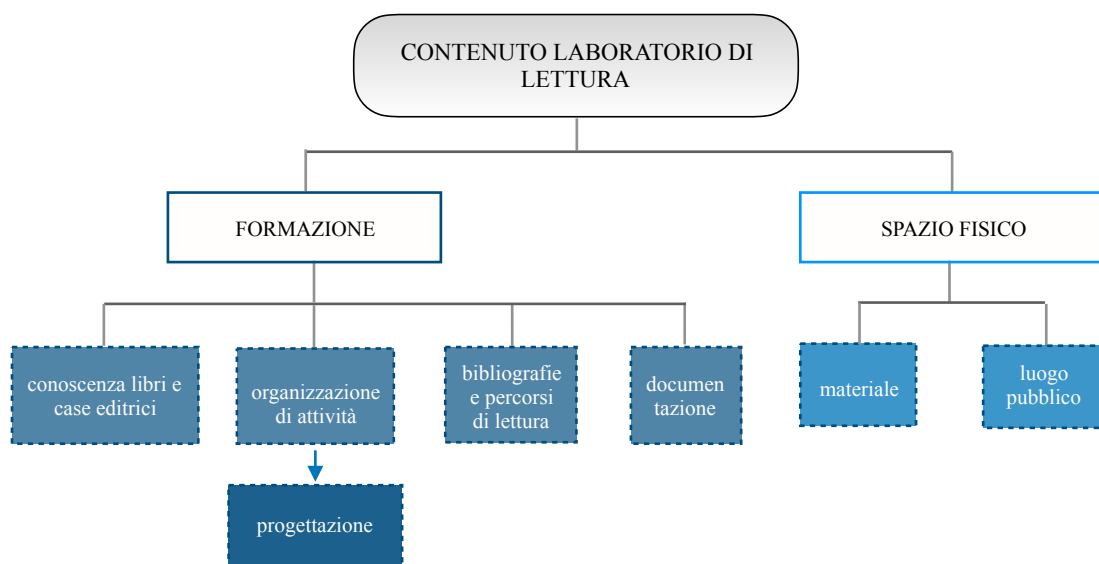 CONTENUTO LABORATORIO DI
LETTURA
FORMAZIONE
SPAZIO FISICO
conoscenza libri e
case editrici
organizzazione
di attività
bibliografie
e percorsi
di lettura
documen
tazione
materiale
luogo
pubblico
progettazione